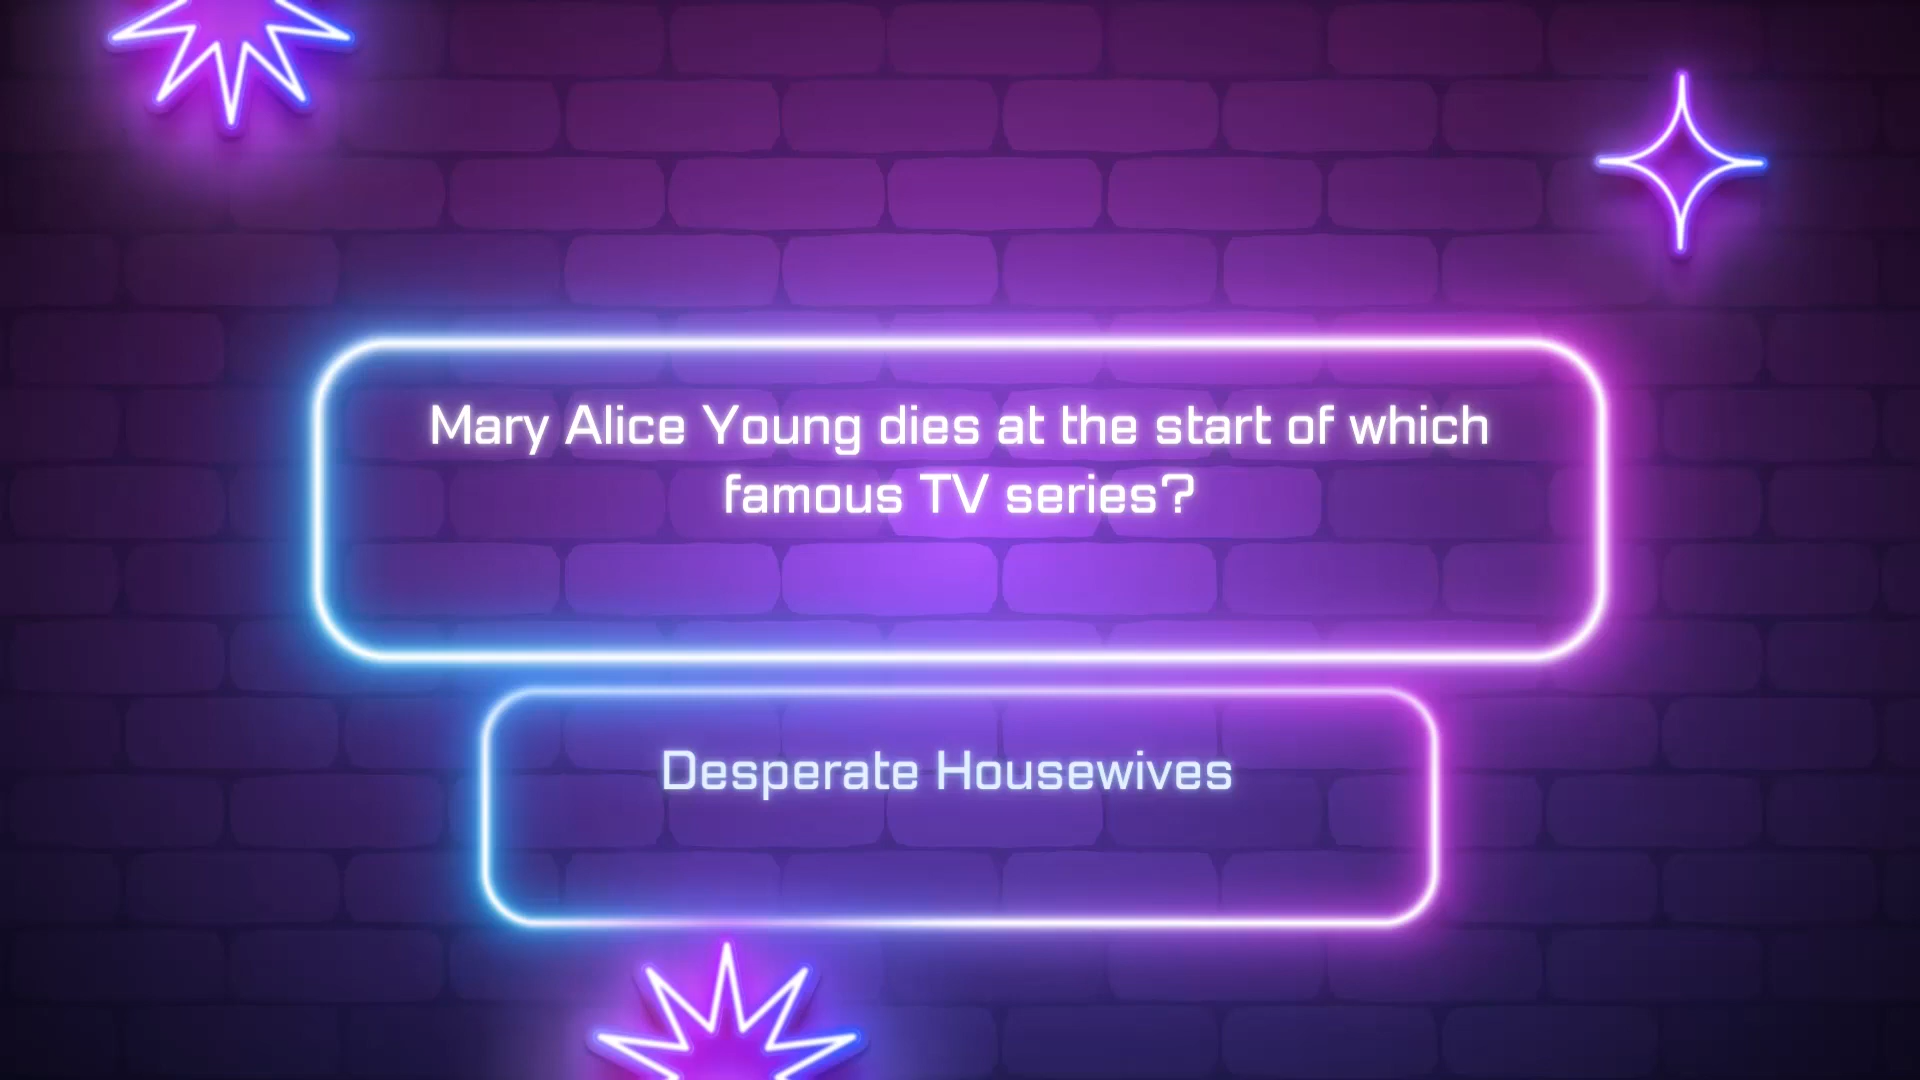 Mary Alice Young dies at the start of which
famous TV series?
Desperate Housewives